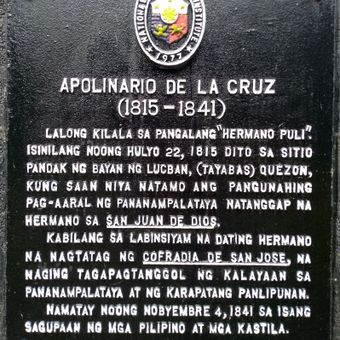 NATIONAL INSTITUTE
1977
APOLINARIO DE LA CRUZ
(1815-1841)
LALONG KILALA SA PANGALANG "HERMANO PULI".
ISINILANG NOONG HULYO 22, 1815 DITO SA SITIO
PANDAK NG BAYAN NG LUCBAN, (TAYABAS) QUEZON,
KUNG SAAN NIYA NATAMO ANG PANGUNAHING
PAG-AARAL NG PANANAMPALATAYA NATANGGAP NA
HERMANO SA SAN JUAN DE DIOS.
KABILANG SA LABINSIYAM NA DATING HERMANO
NA NAGTATAG NG COFRADIA DE SAN JOSE, NA
NAGING TAGAPAGTANGGOL NG KALAYAAN SA
PANANAMPALATAYA AT NG KARAPATANG PANLIPUNAN.
NAMATAY NOONG NOBYEMBRE 4, 1841 SA ISANG
SAGUPAAN NG MGA PILIPINO AT MGA KASTILA.